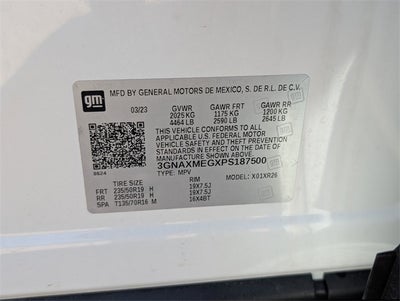 gm
MFD BY GENERAL MOTORS DE MEXICO, S. DE R.L. DE C.V.
03/23 GVWR GAWR FRT GAWR RR
2025 KG 1175 KG 1200 KG
4464 LB 2590 LB 2645 LB
THIS VEHICLE CONFORMS TO ALL
APPLICABLE U.S. FEDERAL MOTOR
VEHICLE SAFETY AND THEFT PREVENTION
STANDARDS IN EFFECT ON THE DATE OF
MANUFACTURE SHOWN ABOVE.
3GNAXMEGXPS187500
8624 TYPE: MPV MODEL: X01XR26
TIRE SIZE RIM
FRT 235/50R19 H 19X7.5J
RR 235/50R19 H 19X7.5J
SPA T135/70R16 M 16X4BT